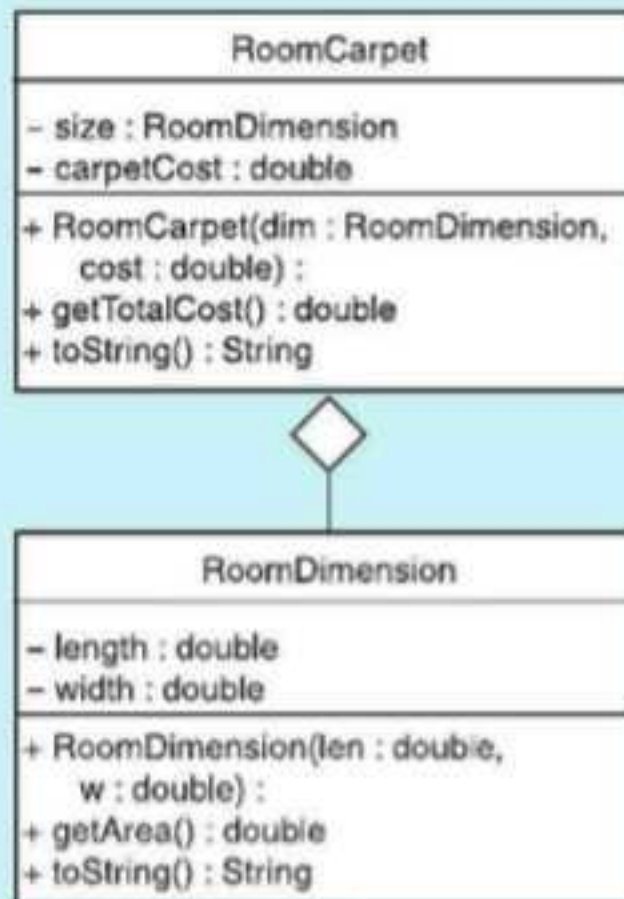 RoomCarpet
- size : RoomDimension
- carpetCost : double
+ RoomCarpet(dim : RoomDimension,
cost : double) :
+ getTotalCost() : double
+ toString() : String
RoomDimension
- length : double
- width : double
+ RoomDimension(len : double,
w : double) :
+ getArea() : double
+ toString() : String